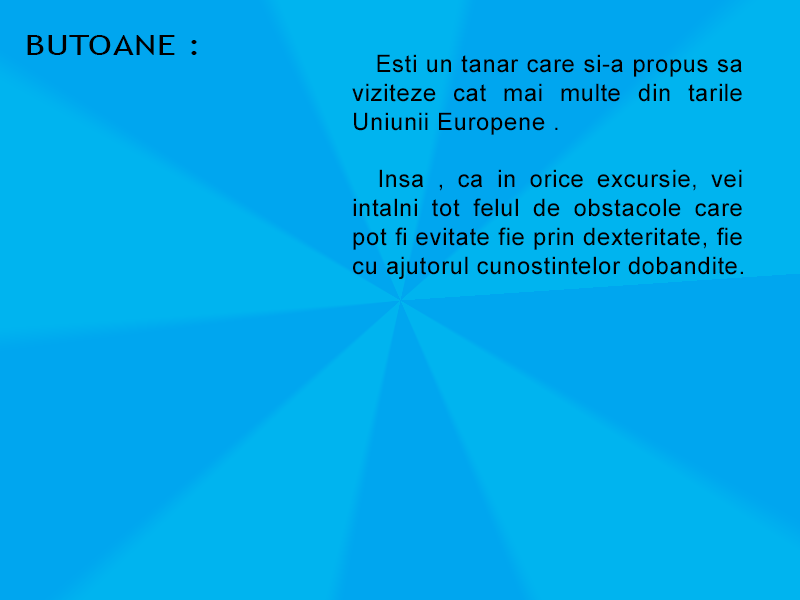 BUTOANE :
Esti un tanar care si-a propus sa
viziteze cat mai multe din tarile
Uniunii Europene .
Insa , ca in orice excursie, vei
intalni tot felul de obstacole care
pot fi evitate fie prin dexteritate, fie
cu ajutorul cunostintelor dobandite.